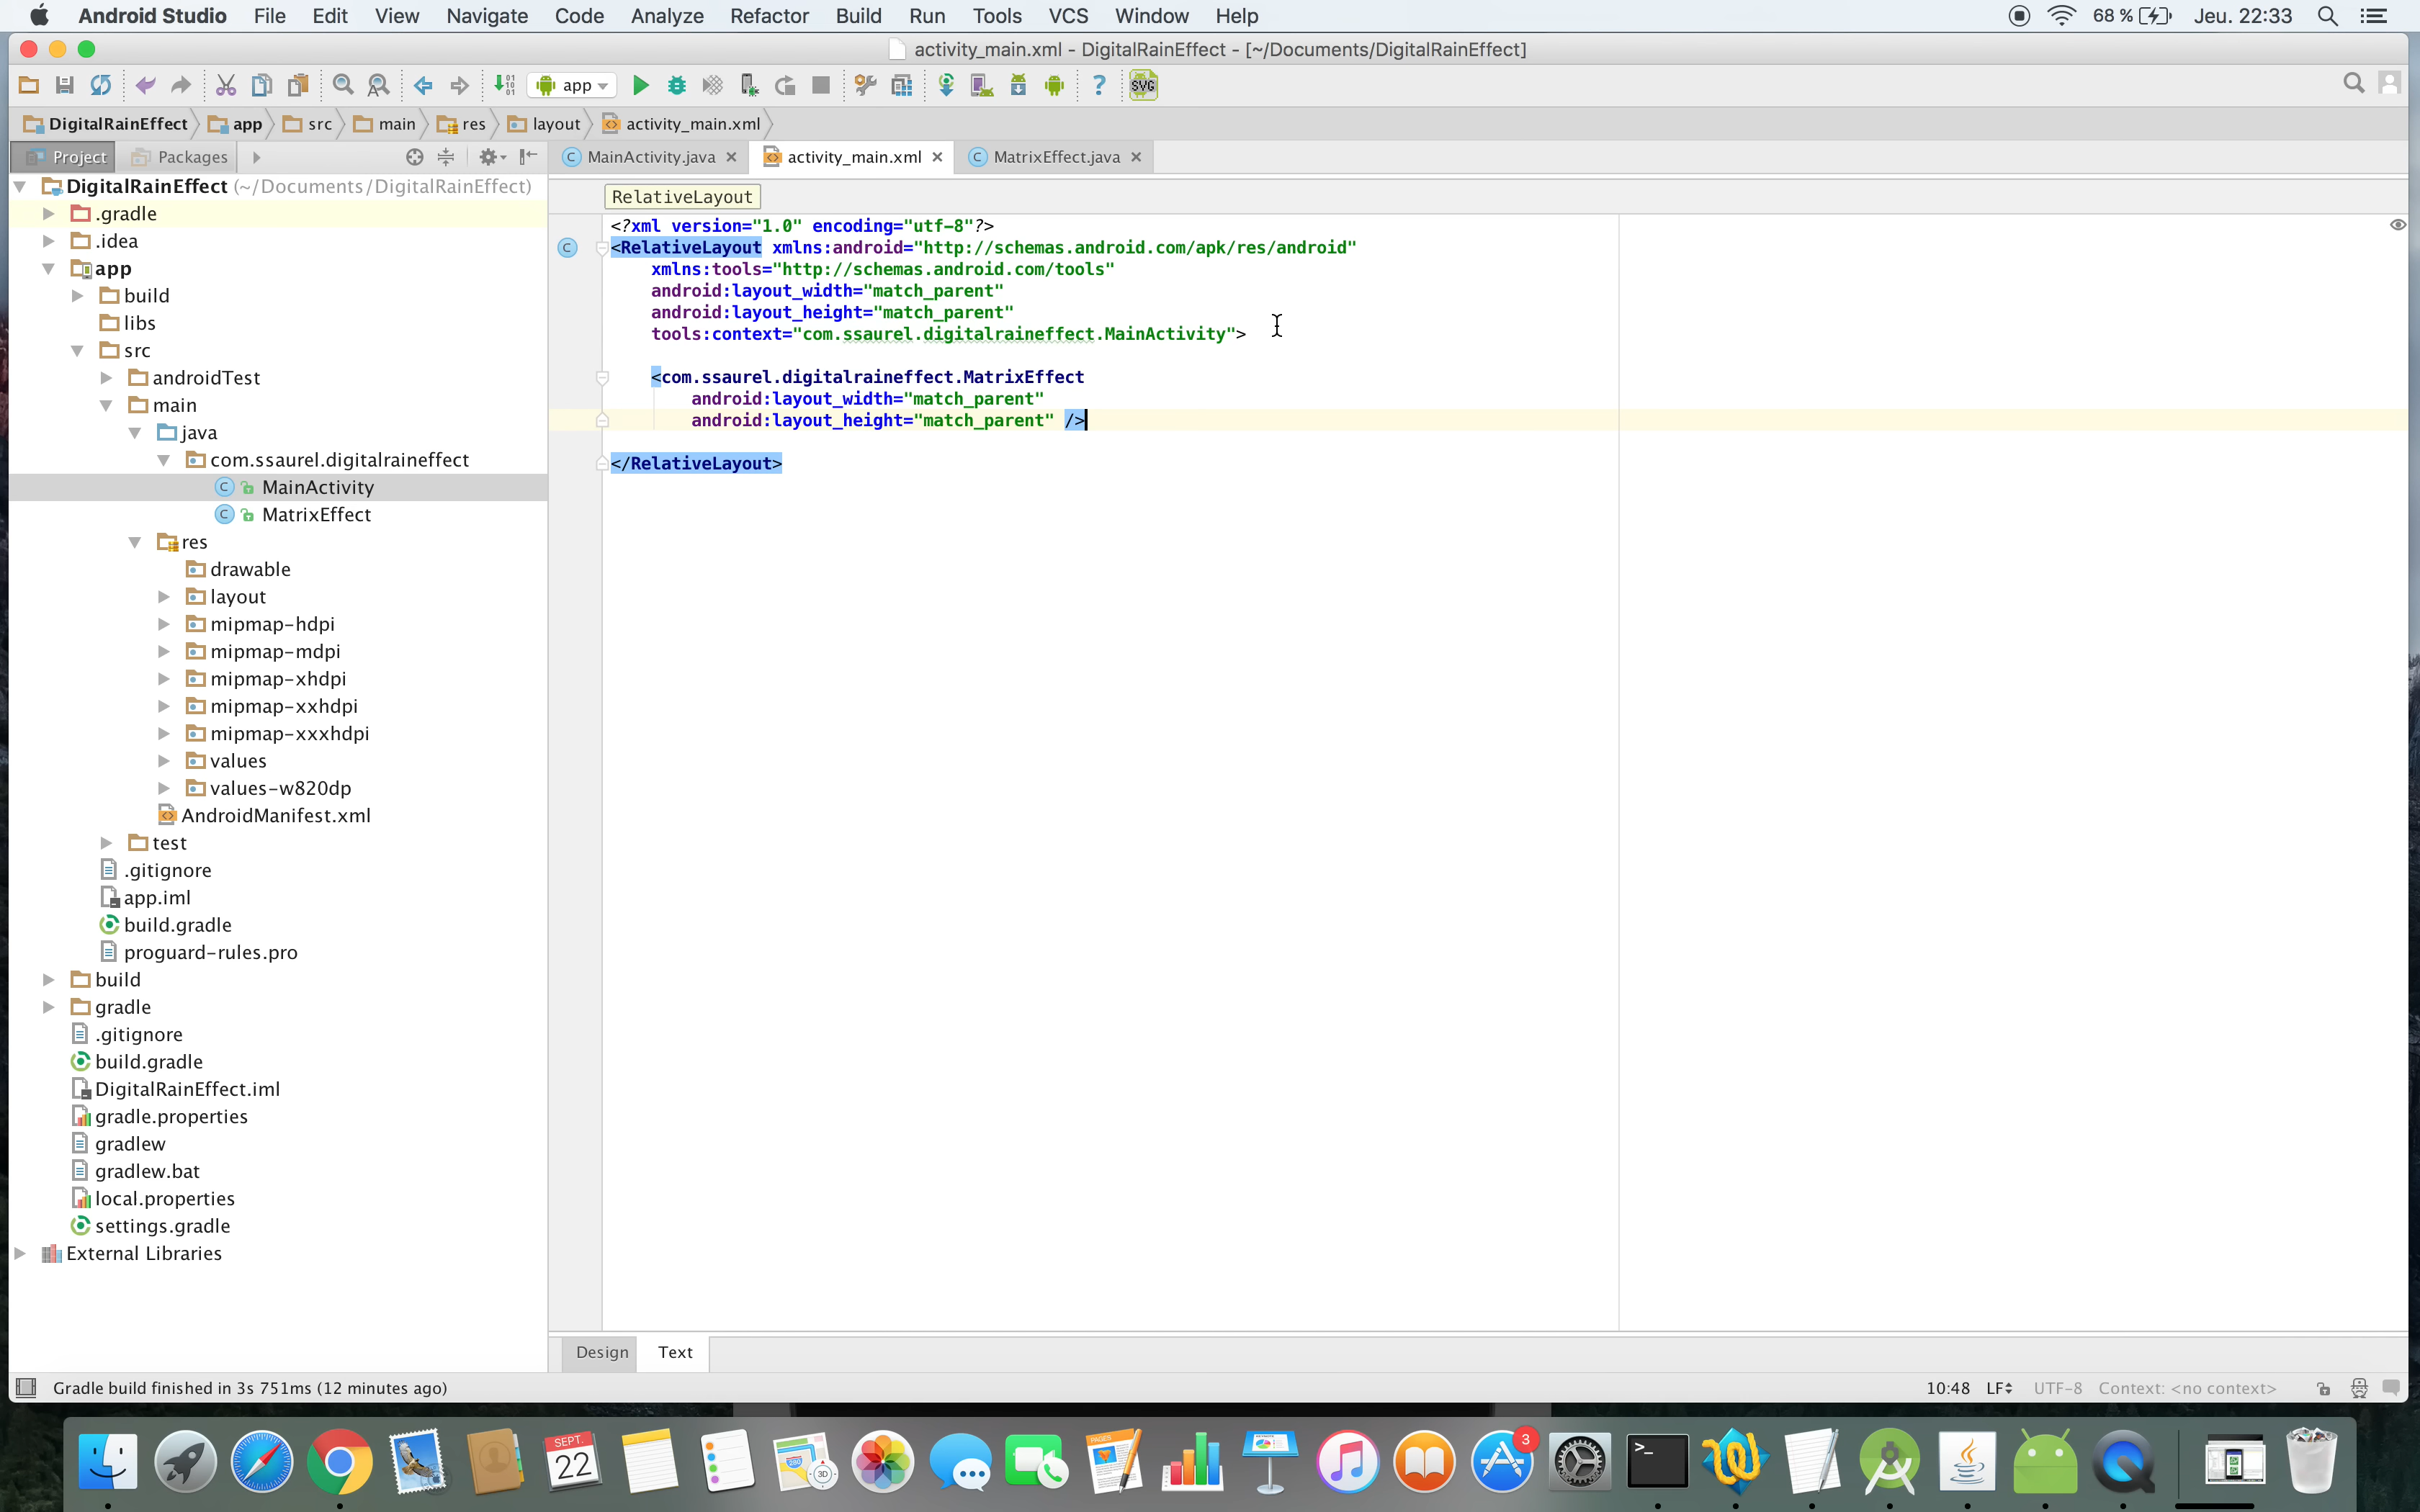 Android Studio File Edit View Navigate Code Analyze Refactor Build Run Tools VCS Window Help 68 % Jeu. 22:33
activity_main.xml - DigitalRainEffect - [~/Documents/DigitalRainEffect]
app ? SVG
DigitalRainEffect app src main res layout activity_main.xml
Project Packages MainActivity.java activity_main.xml MatrixEffect.java
DigitalRainEffect (~/Documents/DigitalRainEffect)
.gradle
.idea
app
build
libs
src
androidTest
main
java
com.ssaurel.digitalraineffect
MainActivity
MatrixEffect
res
drawable
layout
mipmap-hdpi
mipmap-mdpi
mipmap-xhdpi
mipmap-xxhdpi
mipmap-xxxhdpi
values
values-w820dp
AndroidManifest.xml
test
.gitignore
app.iml
build.gradle
proguard-rules.pro
build
gradle
.gitignore
build.gradle
DigitalRainEffect.iml
gradle.properties
gradlew
gradlew.bat
local.properties
settings.gradle
External Libraries
RelativeLayout
<?xml version="1.0" encoding="utf-8"?>
<RelativeLayout xmlns:android="http://schemas.android.com/apk/res/android"
xmlns:tools="http://schemas.android.com/tools"
android:layout_width="match_parent"
android:layout_height="match_parent"
tools:context="com.ssaurel.digitalraineffect.MainActivity">
<com.ssaurel.digitalraineffect.MatrixEffect
android:layout_width="match_parent"
android:layout_height="match_parent" />
</RelativeLayout>
Design Text
Gradle build finished in 3s 751ms (12 minutes ago) 10:48 LF UTF-8 Context: <no context>
SEPT.
22
PAGES
3D
280
3
>_